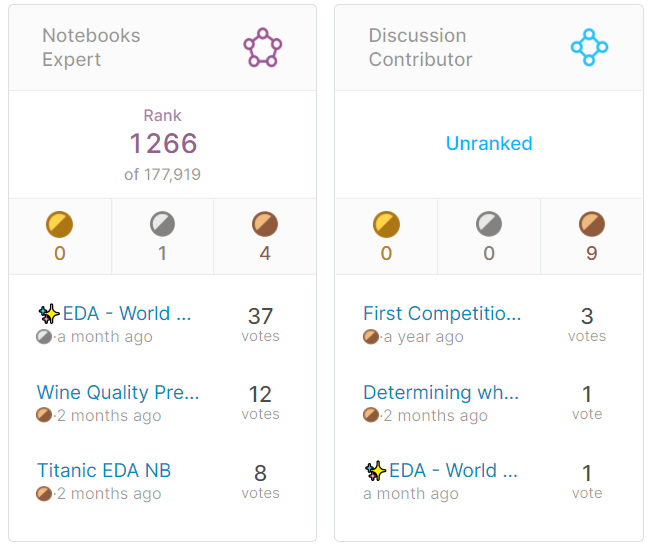 Notebooks
Expert
Rank
1266
of 177,919
0
1
4
✨EDA - World ...
37
·a month ago
votes
Wine Quality Pre...
12
·2 months ago
votes
Titanic EDA NB
8
·2 months ago
votes
Discussion
Contributor
Unranked
0
0
9
First Competitio...
3
·a year ago
votes
Determining wh...
1
·2 months ago
vote
✨EDA - World ...
1
a month ago
vote